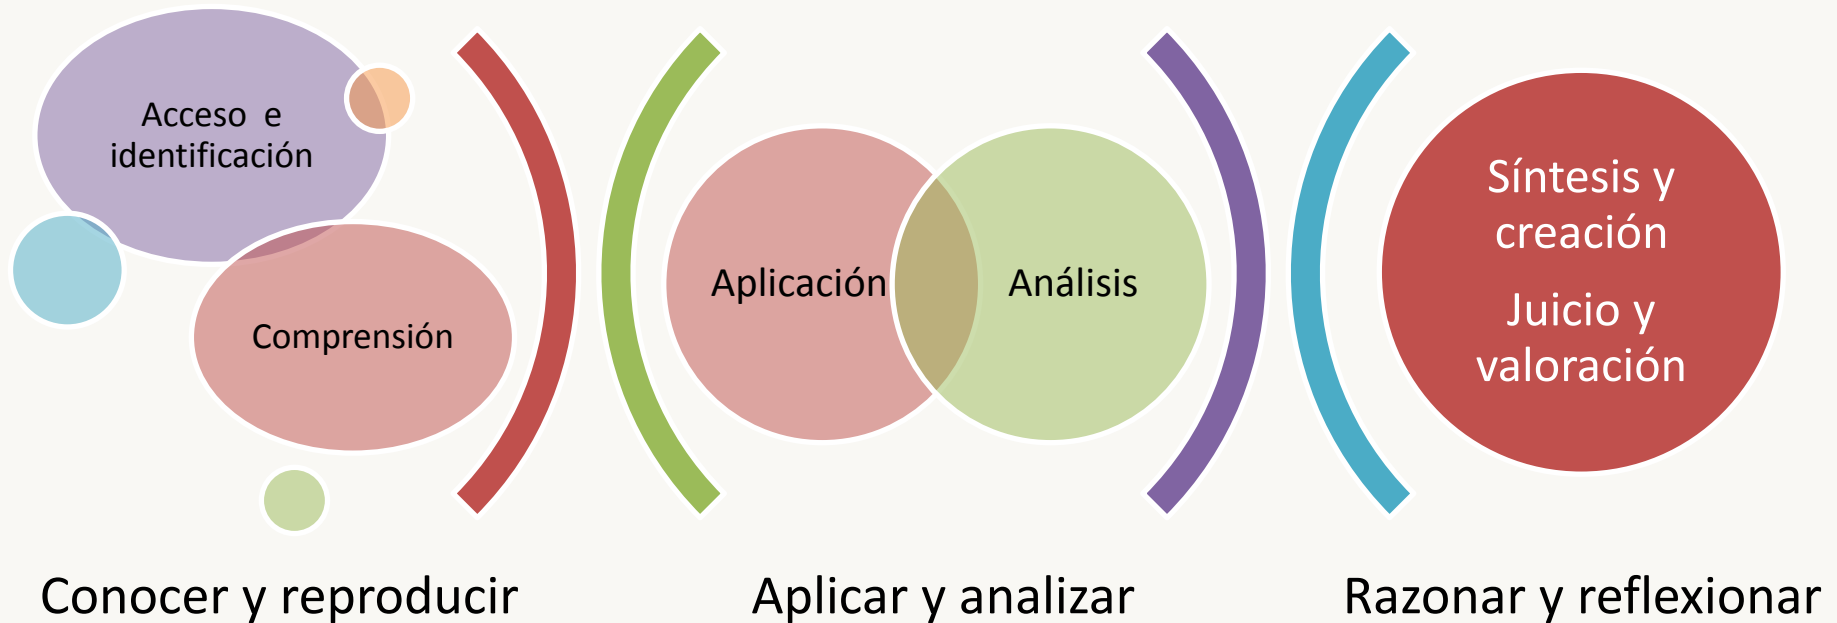 Acceso e
identificación
Comprensión
Aplicación
Análisis
Síntesis y
creación
Juicio y
valoración
Conocer y reproducir
Aplicar y analizar
Razonar y reflexionar